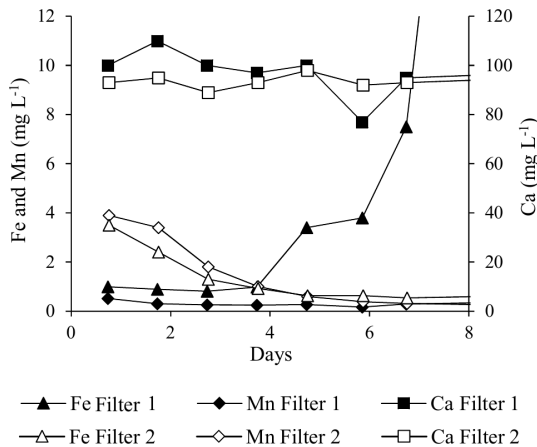 12
10
8
6
4
2
0
Fe and Mn (mg L⁻¹)
120
100
80
60
40
20
0
Ca (mg L⁻¹)
0 2 4 6 8
Days
Fe Filter 1 Mn Filter 1 Ca Filter 1
Fe Filter 2 Mn Filter 2 Ca Filter 2